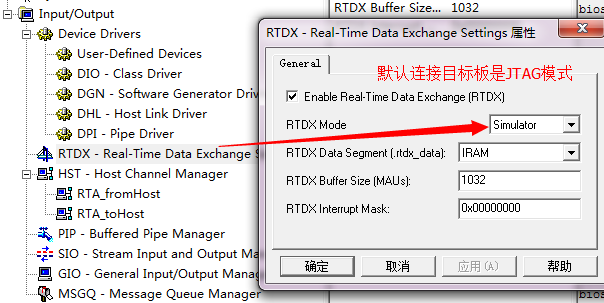 Input/Output
Device Drivers
User-Defined Devices
DIO - Class Driver
DGN - Software Generator Driv
DHL - Host Link Driver
DPI - Pipe Driver
RTDX - Real-Time Data Exchange S
HST - Host Channel Manager
RTA_fromHost
RTA_toHost
PIP - Buffered Pipe Manager
SIO - Stream Input and Output Ma
GIO - General Input/Output Manag
MSGQ - Message Queue Manager
RTDX Buffer Size... 1032
bios
RTDX - Real-Time Data Exchange Settings 属性
General
默认连接目标板是JTAG模式
Enable Real-Time Data Exchange (RTDX)
RTDX Mode
Simulator
RTDX Data Segment (.rtdx_data):
IRAM
RTDX Buffer Size (MAUs):
1032
RTDX Interrupt Mask:
0x00000000
确定
取消
应用(A)
帮助
bios